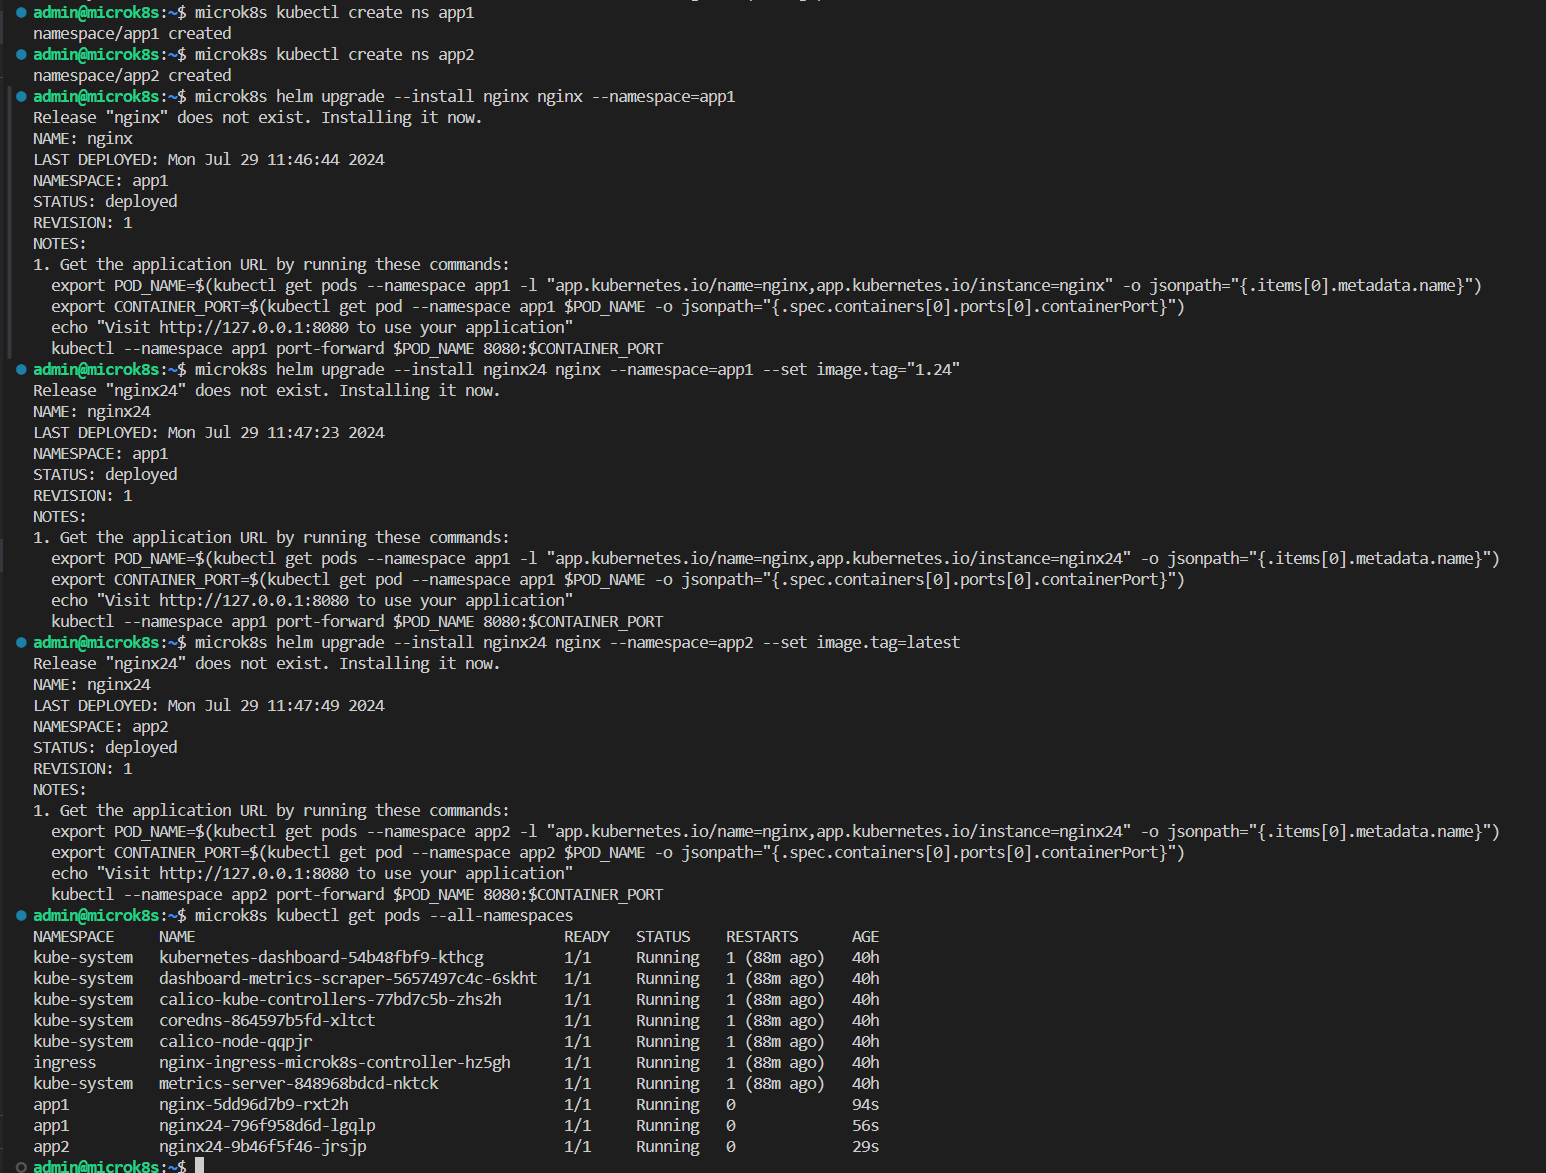 admin@microk8s:~$ microk8s kubectl create ns app1
namespace/app1 created
admin@microk8s:~$ microk8s kubectl create ns app2
namespace/app2 created
admin@microk8s:~$ microk8s helm upgrade --install nginx nginx --namespace=app1
Release "nginx" does not exist. Installing it now.
NAME: nginx
LAST DEPLOYED: Mon Jul 29 11:46:44 2024
NAMESPACE: app1
STATUS: deployed
REVISION: 1
NOTES:
1. Get the application URL by running these commands:
  export POD_NAME=$(kubectl get pods --namespace app1 -l "app.kubernetes.io/name=nginx,app.kubernetes.io/instance=nginx" -o jsonpath="{.items[0].metadata.name}")
  export CONTAINER_PORT=$(kubectl get pod --namespace app1 $POD_NAME -o jsonpath="{.spec.containers[0].ports[0].containerPort}")
  echo "Visit http://127.0.0.1:8080 to use your application"
  kubectl --namespace app1 port-forward $POD_NAME 8080:$CONTAINER_PORT
admin@microk8s:~$ microk8s helm upgrade --install nginx24 nginx --namespace=app1 --set image.tag="1.24"
Release "nginx24" does not exist. Installing it now.
NAME: nginx24
LAST DEPLOYED: Mon Jul 29 11:47:23 2024
NAMESPACE: app1
STATUS: deployed
REVISION: 1
NOTES:
1. Get the application URL by running these commands:
  export POD_NAME=$(kubectl get pods --namespace app1 -l "app.kubernetes.io/name=nginx,app.kubernetes.io/instance=nginx24" -o jsonpath="{.items[0].metadata.name}")
  export CONTAINER_PORT=$(kubectl get pod --namespace app1 $POD_NAME -o jsonpath="{.spec.containers[0].ports[0].containerPort}")
  echo "Visit http://127.0.0.1:8080 to use your application"
  kubectl --namespace app1 port-forward $POD_NAME 8080:$CONTAINER_PORT
admin@microk8s:~$ microk8s helm upgrade --install nginx24 nginx --namespace=app2 --set image.tag=latest
Release "nginx24" does not exist. Installing it now.
NAME: nginx24
LAST DEPLOYED: Mon Jul 29 11:47:49 2024
NAMESPACE: app2
STATUS: deployed
REVISION: 1
NOTES:
1. Get the application URL by running these commands:
  export POD_NAME=$(kubectl get pods --namespace app2 -l "app.kubernetes.io/name=nginx,app.kubernetes.io/instance=nginx24" -o jsonpath="{.items[0].metadata.name}")
  export CONTAINER_PORT=$(kubectl get pod --namespace app2 $POD_NAME -o jsonpath="{.spec.containers[0].ports[0].containerPort}")
  echo "Visit http://127.0.0.1:8080 to use your application"
  kubectl --namespace app2 port-forward $POD_NAME 8080:$CONTAINER_PORT
admin@microk8s:~$ microk8s kubectl get pods --all-namespaces
NAMESPACE     NAME                                         READY   STATUS    RESTARTS      AGE
kube-system   kubernetes-dashboard-54b48fbf9-kthcg         1/1     Running   1 (88m ago)   40h
kube-system   dashboard-metrics-scraper-5657497c4c-6skht   1/1     Running   1 (88m ago)   40h
kube-system   calico-kube-controllers-77bd7c5b-zhs2h       1/1     Running   1 (88m ago)   40h
kube-system   coredns-864597b5fd-xltct                     1/1     Running   1 (88m ago)   40h
kube-system   calico-node-qqpjr                            1/1     Running   1 (88m ago)   40h
ingress       nginx-ingress-microk8s-controller-hz5gh      1/1     Running   1 (88m ago)   40h
kube-system   metrics-server-848968bdcd-nktck              1/1     Running   1 (88m ago)   40h
app1          nginx-5dd96d7b9-rxt2h                        1/1     Running   0             94s
app1          nginx24-796f958d6d-lgqlp                     1/1     Running   0             56s
app2          nginx24-9b46f5f46-jrsjp                      1/1     Running   0             29s
admin@microk8s:~$